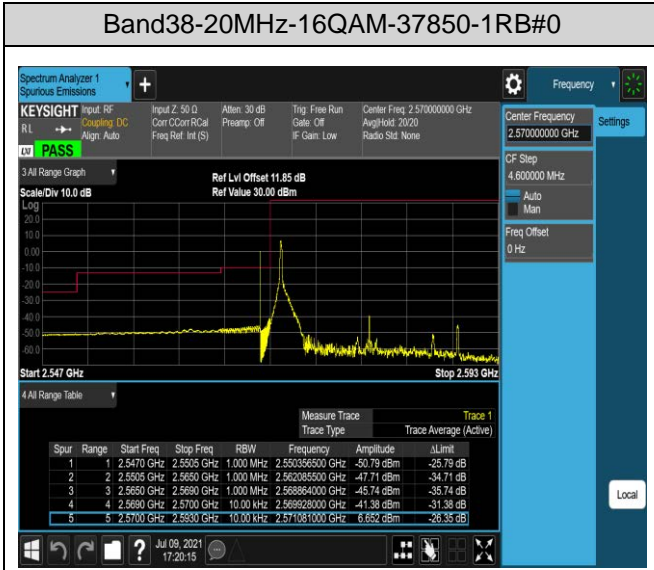 Band38-20MHz-16QAM-37850-1RB#0
Spectrum Analyzer 1
Spurious Emissions
+
Frequency
KEYSIGHT Input: RF Input Z: 50 Ω Atten: 30 dB Trig: Free Run Center Freq: 2.570000000 GHz
RL Coupling: DC Corr CCorr RCal Preamp: Off Gate: Off Avg|Hold: 20/20
Align: Auto Freq Ref: Int (S) IF Gain: Low Radio Std: None
LXI PASS
Center Frequency
2.570000000 GHz
Settings
CF Step
4.600000 MHz
Auto
Man
Freq Offset
0 Hz
3 All Range Graph
Ref Lvl Offset 11.85 dB
Scale/Div 10.0 dB Ref Value 30.00 dBm
Log
20.0
10.0
0.00
-10.0
-20.0
-30.0
-40.0
-50.0
-60.0
Start 2.547 GHz Stop 2.593 GHz
4 All Range Table
Measure Trace Trace 1
Trace Type Trace Average (Active)
Spur Range Start Freq Stop Freq RBW Frequency Amplitude ΔLimit
1 1 2.5470 GHz 2.5505 GHz 1.000 MHz 2.550356500 GHz -50.79 dBm -25.79 dB
2 2 2.5505 GHz 2.5650 GHz 1.000 MHz 2.562085500 GHz -47.71 dBm -34.71 dB
3 3 2.5650 GHz 2.5690 GHz 1.000 MHz 2.568864000 GHz -45.74 dBm -35.74 dB
4 4 2.5690 GHz 2.5700 GHz 10.00 kHz 2.569928000 GHz -41.38 dBm -31.38 dB
5 5 2.5700 GHz 2.5930 GHz 10.00 kHz 2.571081000 GHz 6.652 dBm -26.35 dB
Local
? Jul 09, 2021
17:20:15